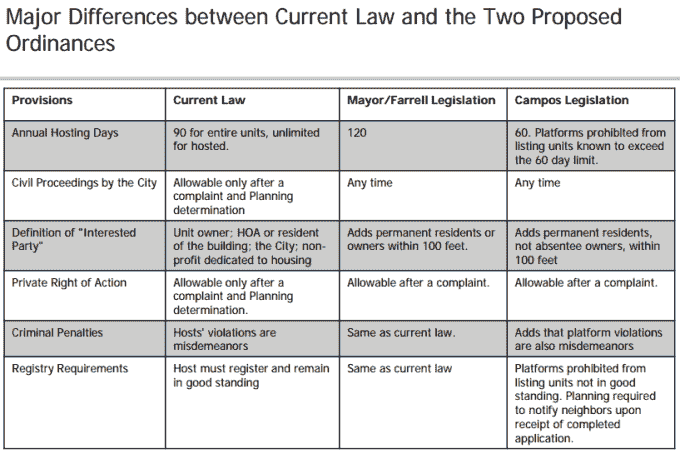 Major Differences between Current Law and the Two Proposed
Ordinances
Provisions
Current Law
Mayor/Farrell Legislation
Campos Legislation
Annual Hosting Days
90 for entire units, unlimited
for hosted.
120
60. Platforms prohibited from
listing units known to exceed
the 60 day limit.
Civil Proceedings by the City
Allowable only after a
complaint and Planning
determination
Any time
Any time
Definition of "Interested
Party"
Unit owner; HOA or resident
of the building; the City; non-
profit dedicated to housing
Adds permanent residents or
owners within 100 feet.
Adds permanent residents,
not absentee owners, within
100 feet
Private Right of Action
Allowable only after a
complaint and Planning
determination.
Allowable after a complaint.
Allowable after a complaint.
Criminal Penalties
Hosts' violations are
misdemeanors
Same as current law.
Adds that platform violations
are also misdemeanors
Registry Requirements
Host must register and remain
in good standing
Same as current law
Platforms prohibited from
listing units not in good
standing. Planning required
to notify neighbors upon
receipt of completed
application.